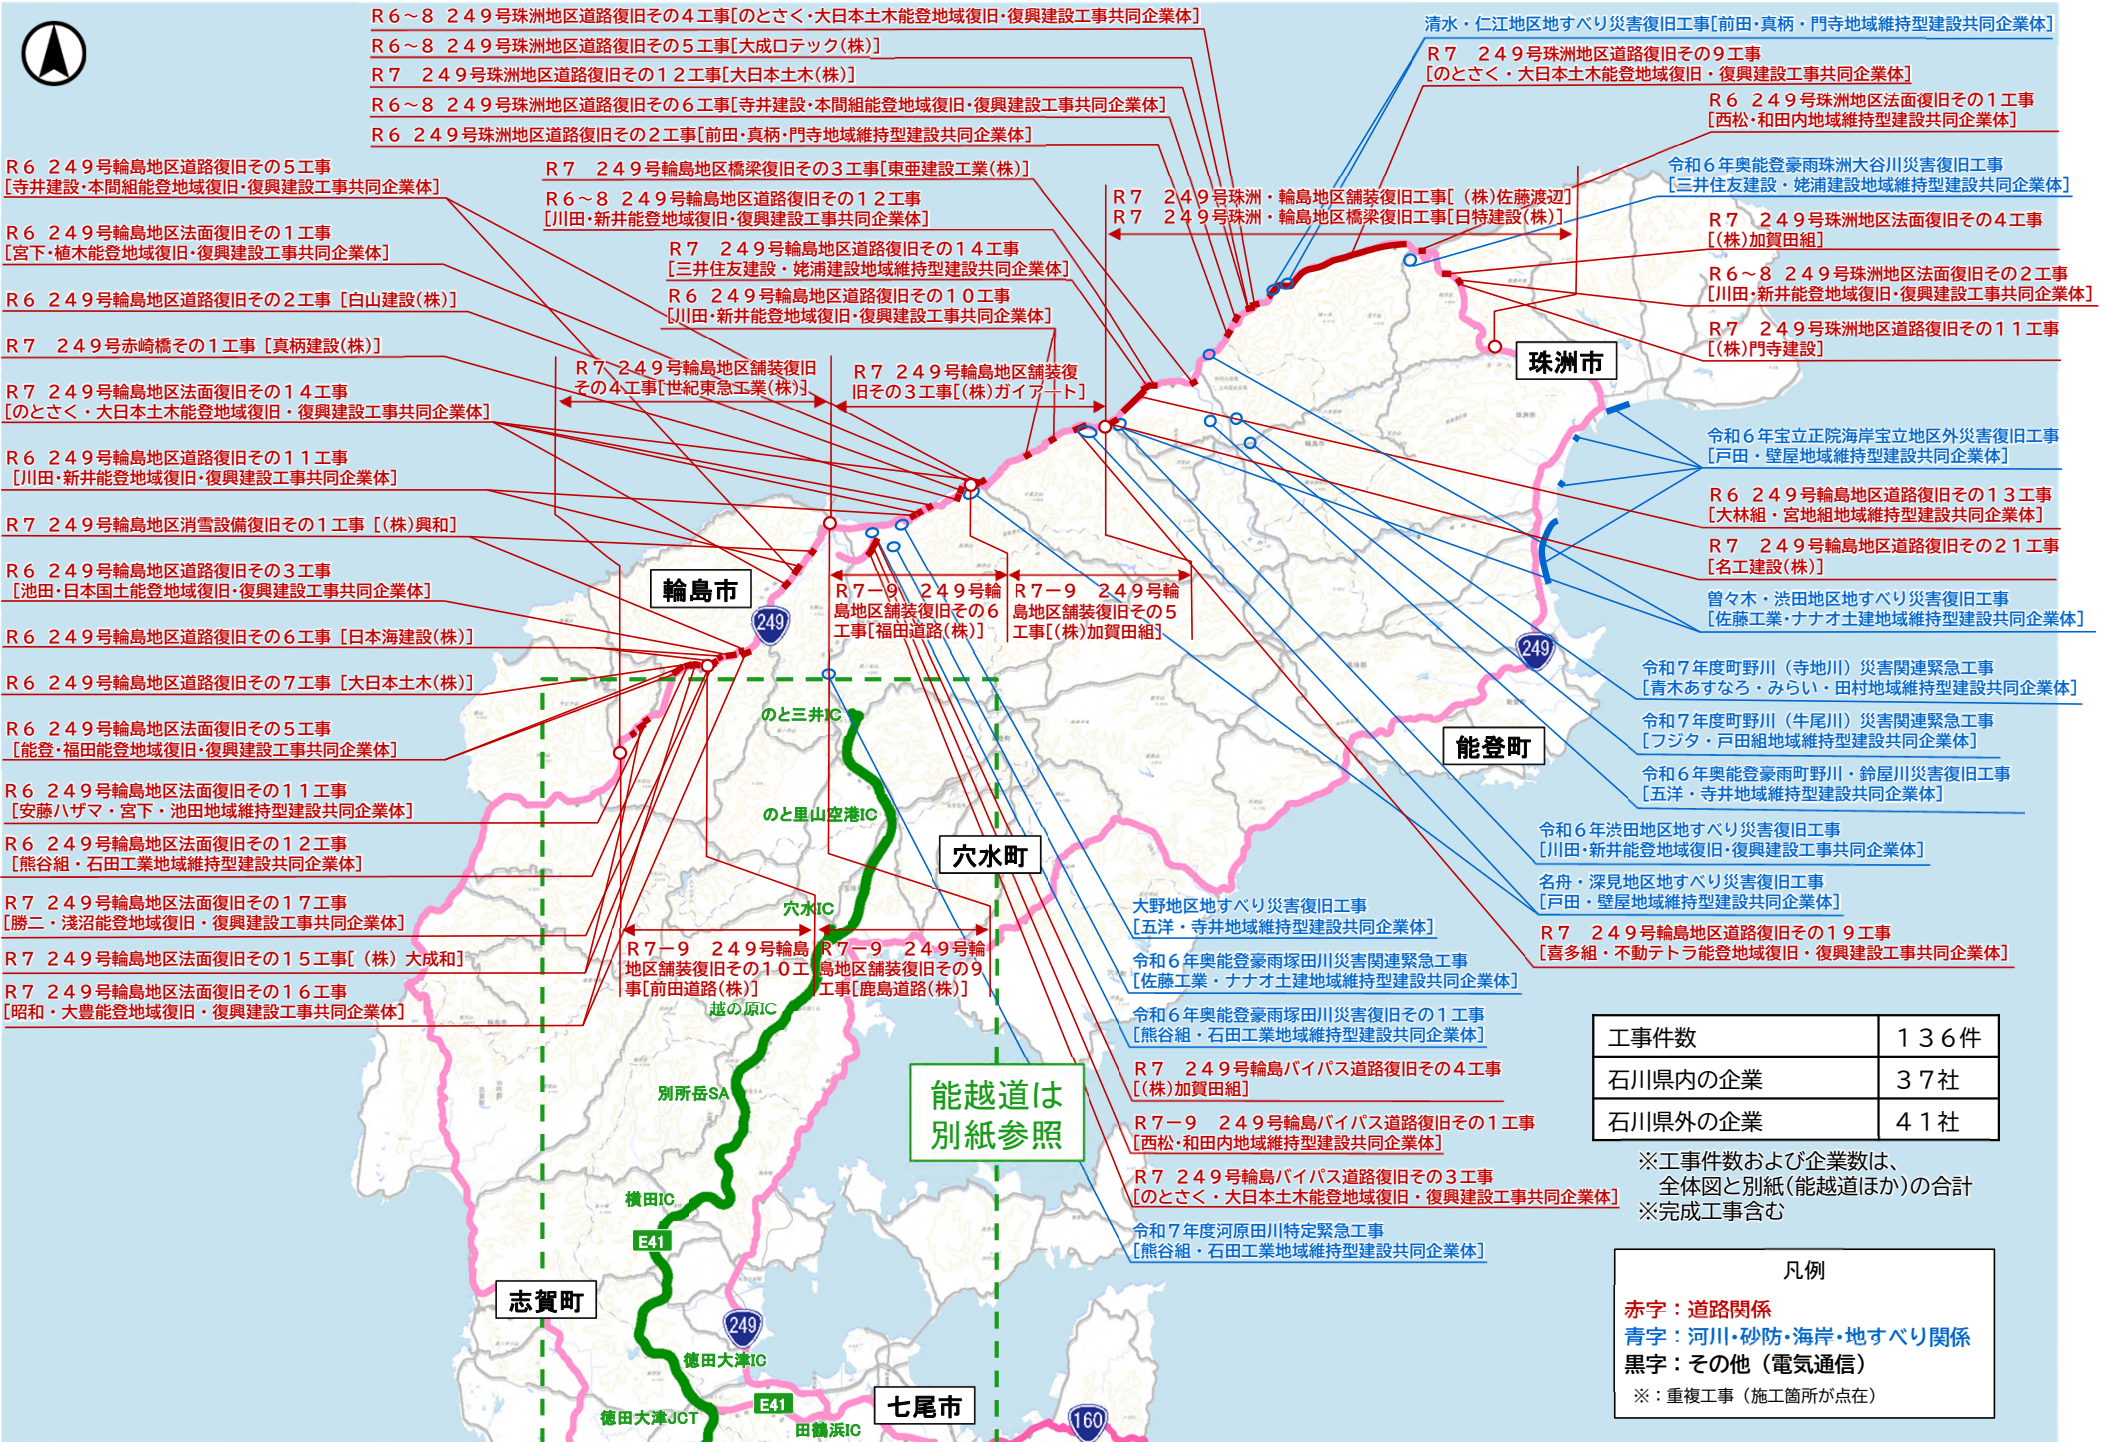 R6～8 249号珠洲地区道路復旧その4工事[のとさく・大日本土木能登地域復旧・復興建設工事共同企業体]
R6～8 249号珠洲地区道路復旧その5工事[大成ロテック(株)]
R7 249号珠洲地区道路復旧その12工事[大日本土木(株)]
R6～8 249号珠洲地区道路復旧その6工事[寺井建設・本間組能登地域復旧・復興建設工事共同企業体]
R6 249号珠洲地区道路復旧その2工事[前田・真柄・門寺地域維持型建設共同企業体]
R7 249号輪島地区橋梁復旧その3工事[東亜建設工業(株)]
R6～8 249号輪島地区道路復旧その12工事
[川田・新井能登地域復旧・復興建設工事共同企業体]
R7 249号輪島地区道路復旧その14工事
[三井住友建設・姥浦建設地域維持型建設共同企業体]
R6 249号輪島地区道路復旧その10工事
[川田・新井能登地域復旧・復興建設工事共同企業体]
R7 249号輪島地区舗装復旧
その4工事[世紀東急工業(株)]
R7 249号輪島地区舗装復
旧その3工事[(株)ガイアート]
R7 249号珠洲・輪島地区舗装復旧工事[(株)佐藤渡辺]
R7 249号珠洲・輪島地区橋梁復旧工事[日特建設(株)]
R6 249号輪島地区道路復旧その5工事
[寺井建設・本間組能登地域復旧・復興建設工事共同企業体]
R6 249号輪島地区法面復旧その1工事
[宮下・植木能登地域復旧・復興建設工事共同企業体]
R6 249号輪島地区道路復旧その2工事 [白山建設(株)]
R7 249号赤崎橋その1工事 [真柄建設(株)]
R7 249号輪島地区法面復旧その14工事
[のとさく・大日本土木能登地域復旧・復興建設工事共同企業体]
R6 249号輪島地区道路復旧その11工事
[川田・新井能登地域復旧・復興建設工事共同企業体]
R7 249号輪島地区消雪設備復旧その1工事 [(株)興和]
R6 249号輪島地区道路復旧その3工事
[池田・日本国土能登地域復旧・復興建設工事共同企業体]
R6 249号輪島地区道路復旧その6工事 [日本海建設(株)]
R6 249号輪島地区道路復旧その7工事 [大日本土木(株)]
R6 249号輪島地区法面復旧その5工事
[能登・福田能登地域復旧・復興建設工事共同企業体]
R6 249号輪島地区法面復旧その11工事
[安藤ハザマ・宮下・池田地域維持型建設共同企業体]
R6 249号輪島地区法面復旧その12工事
[熊谷組・石田工業地域維持型建設共同企業体]
R7 249号輪島地区法面復旧その17工事
[勝二・淺沼能登地域復旧・復興建設工事共同企業体]
R7 249号輪島地区法面復旧その15工事[(株)大成和]
R7 249号輪島地区法面復旧その16工事
[昭和・大豊能登地域復旧・復興建設工事共同企業体]
清水・仁江地区地すべり災害復旧工事[前田・真柄・門寺地域維持型建設共同企業体]
R7 249号珠洲地区道路復旧その9工事
[のとさく・大日本土木能登地域復旧・復興建設工事共同企業体]
R6 249号珠洲地区法面復旧その1工事
[西松・和田内地域維持型建設共同企業体]
令和6年奥能登豪雨珠洲大谷川災害復旧工事
[三井住友建設・姥浦建設地域維持型建設共同企業体]
R7 249号珠洲地区法面復旧その4工事
[(株)加賀田組]
R6～8 249号珠洲地区法面復旧その2工事
[川田・新井能登地域復旧・復興建設工事共同企業体]
R7 249号珠洲地区道路復旧その11工事
[(株)門寺建設]
珠洲市
令和6年宝立正院海岸宝立地区外災害復旧工事
[戸田・壁屋地域維持型建設共同企業体]
R6 249号輪島地区道路復旧その13工事
[大林組・宮地組地域維持型建設共同企業体]
R7 249号輪島地区道路復旧その21工事
[名工建設(株)]
曽々木・渋田地区地すべり災害復旧工事
[佐藤工業・ナナオ土建地域維持型建設共同企業体]
令和7年度町野川（寺地川）災害関連緊急工事
[青木あすなろ・みらい・田村地域維持型建設共同企業体]
令和7年度町野川（牛尾川）災害関連緊急工事
[フジタ・戸田組地域維持型建設共同企業体]
令和6年奥能登豪雨町野川・鈴屋川災害復旧工事
[五洋・寺井地域維持型建設共同企業体]
令和6年渋田地区地すべり災害復旧工事
[川田・新井能登地域復旧・復興建設工事共同企業体]
名舟・深見地区地すべり災害復旧工事
[戸田・壁屋地域維持型建設共同企業体]
R7 249号輪島地区道路復旧その19工事
[喜多組・不動テトラ能登地域復旧・復興建設工事共同企業体]
輪島市
249
R7－9 249号輪
島地区舗装復旧その6
工事[福田道路(株)]
R7－9 249号輪
島地区舗装復旧その5
工事[(株)加賀田組]
249
能登町
のと三井IC
のと里山空港IC
穴水町
穴水IC
R7－9 249号輪島
地区舗装復旧その10工
事[前田道路(株)]
R7－9 249号輪
島地区舗装復旧その9
工事[鹿島道路(株)]
越の原IC
別所岳SA
横田IC
E41
志賀町
249
徳田大津IC
徳田大津JCT
E41
田鶴浜IC
七尾市
160
能越道は
別紙参照
大野地区地すべり災害復旧工事
[五洋・寺井地域維持型建設共同企業体]
令和6年奥能登豪雨塚田川災害関連緊急工事
[佐藤工業・ナナオ土建地域維持型建設共同企業体]
令和6年奥能登豪雨塚田川災害復旧その1工事
[熊谷組・石田工業地域維持型建設共同企業体]
R7 249号輪島バイパス道路復旧その4工事
[(株)加賀田組]
R7－9 249号輪島バイパス道路復旧その1工事
[西松・和田内地域維持型建設共同企業体]
R7 249号輪島バイパス道路復旧その3工事
[のとさく・大日本土木能登地域復旧・復興建設工事共同企業体]
令和7年度河原田川特定緊急工事
[熊谷組・石田工業地域維持型建設共同企業体]
工事件数 136件
石川県内の企業 37社
石川県外の企業 41社
※工事件数および企業数は、
全体図と別紙(能越道ほか)の合計
※完成工事含む
凡例
赤字：道路関係
青字：河川・砂防・海岸・地すべり関係
黒字：その他（電気通信）
※：重複工事（施工箇所が点在）